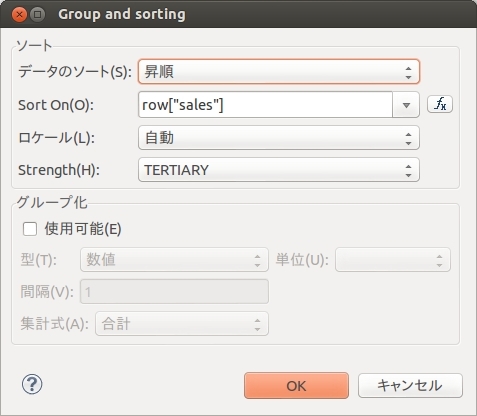 Group and sorting
ソート
データのソート(S): 昇順
Sort On(O): row["sales"] fx
ロケール(L): 自動
Strength(H): TERTIARY
グループ化
使用可能(E)
型(T): 数値 単位(U):
間隔(V): 1
集計式(A): 合計
? OK キャンセル